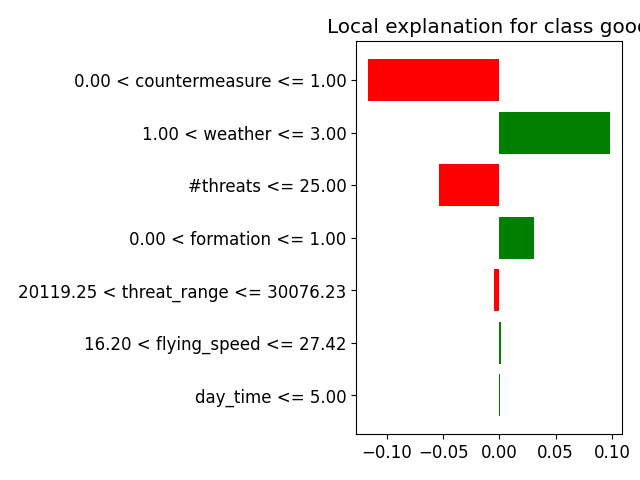 Local explanation for class good
0.00 < countermeasure <= 1.00
1.00 < weather <= 3.00
#threats <= 25.00
0.00 < formation <= 1.00
20119.25 < threat_range <= 30076.23
16.20 < flying_speed <= 27.42
day_time <= 5.00
−0.10 −0.05 0.00 0.05 0.10